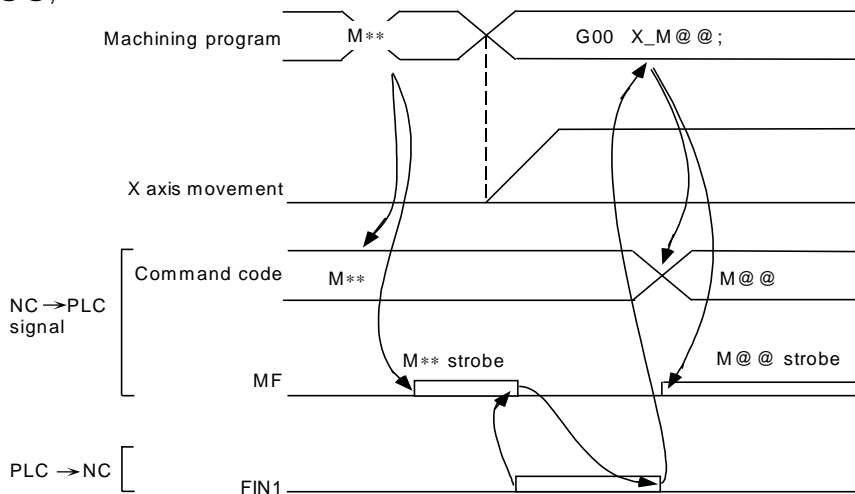 Machining program
M**
G00 X_M@@;
X axis movement
NC→PLC
signal
Command code
M**
M@@
MF
M** strobe
M@@ strobe
PLC →NC
FIN1